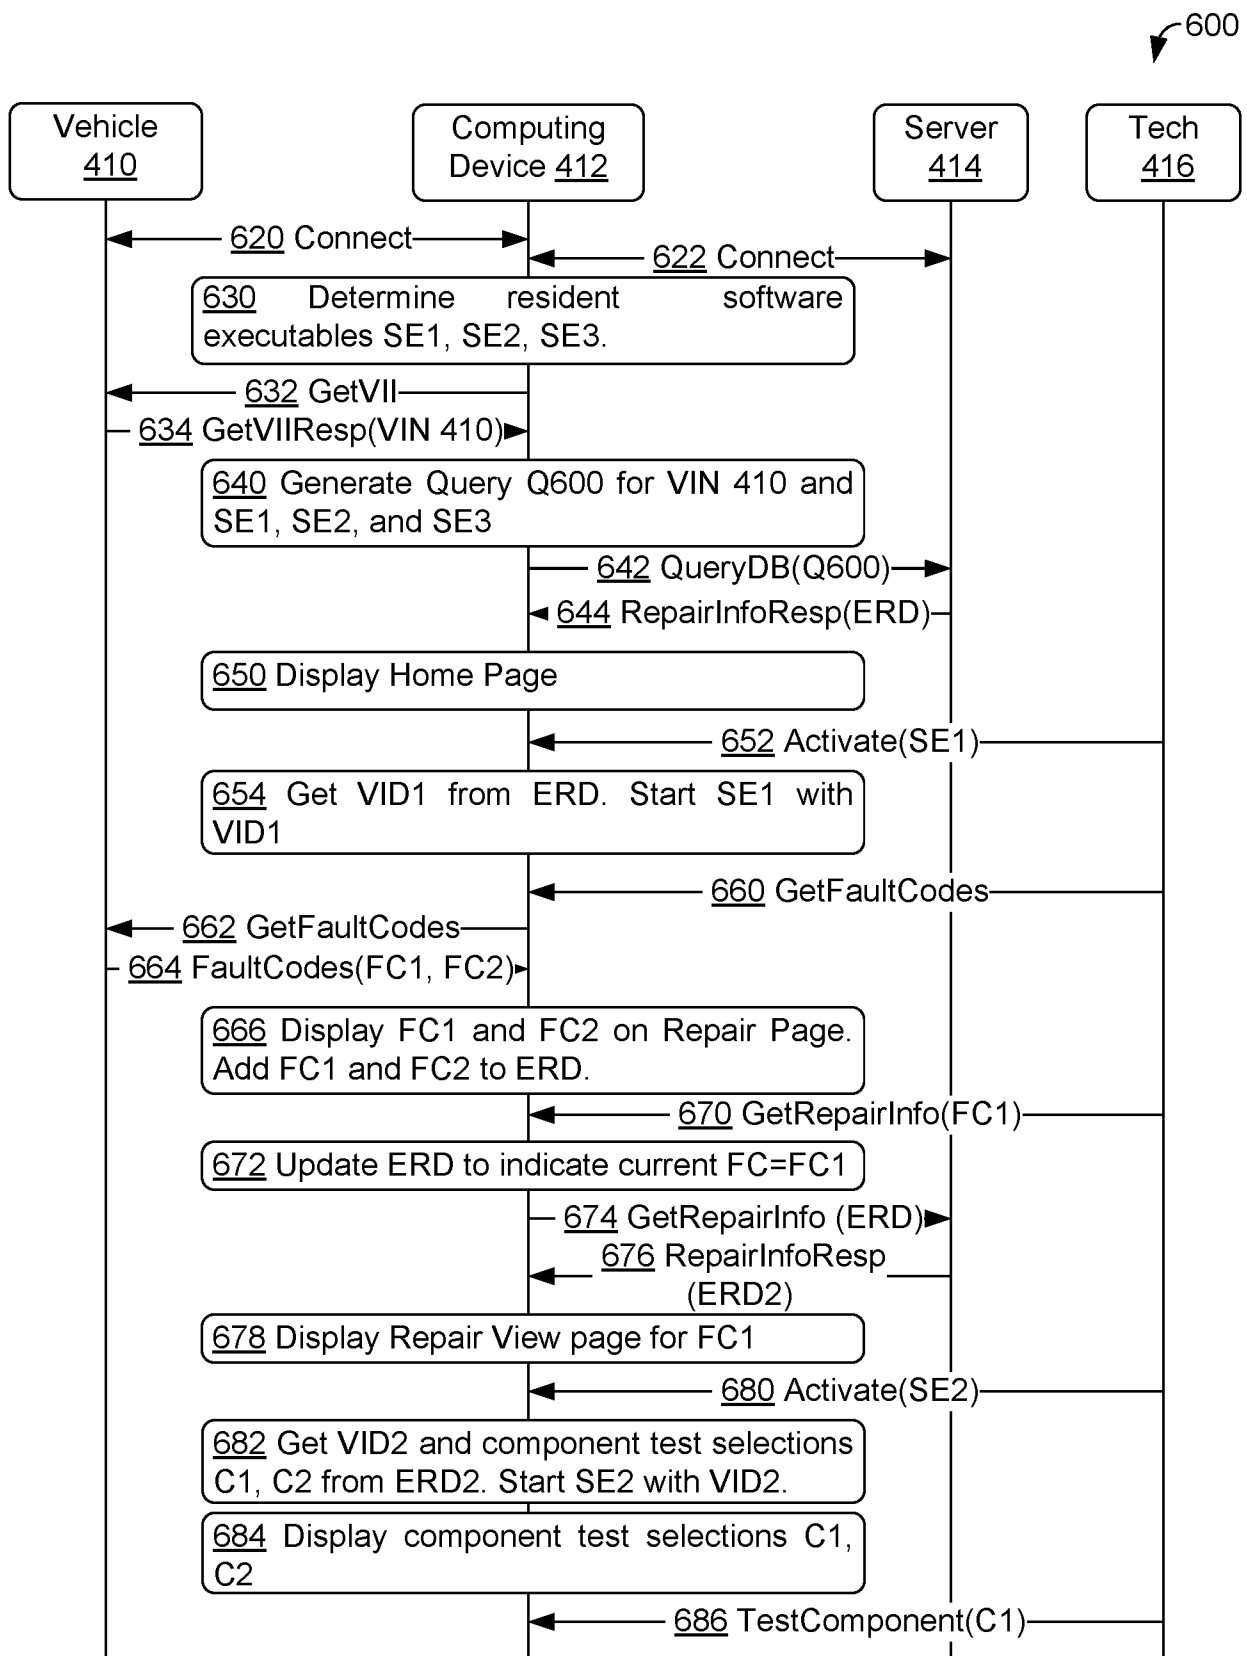 600
Vehicle
410
Computing
Device 412
Server
414
Tech
416
620 Connect
622 Connect
630 Determine resident software
executables SE1, SE2, SE3.
632 GetVII
634 GetVIIResp(VIN 410)
640 Generate Query Q600 for VIN 410 and
SE1, SE2, and SE3
642 QueryDB(Q600)
644 RepairInfoResp(ERD)
650 Display Home Page
652 Activate(SE1)
654 Get VID1 from ERD. Start SE1 with
VID1
660 GetFaultCodes
662 GetFaultCodes
664 FaultCodes(FC1, FC2)
666 Display FC1 and FC2 on Repair Page.
Add FC1 and FC2 to ERD.
670 GetRepairInfo(FC1)
672 Update ERD to indicate current FC=FC1
674 GetRepairInfo (ERD)
676 RepairInfoResp
(ERD2)
678 Display Repair View page for FC1
680 Activate(SE2)
682 Get VID2 and component test selections
C1, C2 from ERD2. Start SE2 with VID2.
684 Display component test selections C1,
C2
686 TestComponent(C1)